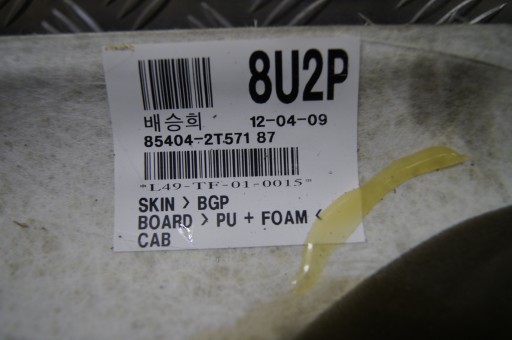 8U2P
배승희 12-04-09
85404-2T571 87
*L49-TF-01-0015*
SKIN > BGP
BOARD > PU + FOAM <
CAB